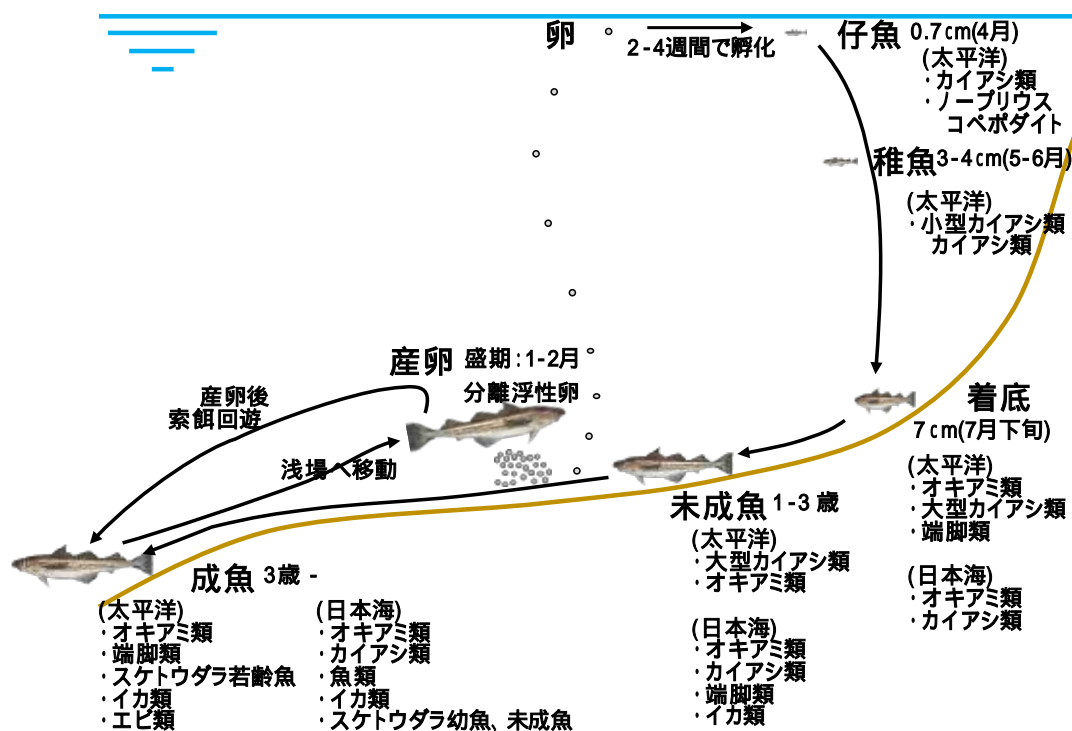 卵
2-4週間で孵化
仔魚 0.7cm(4月)
(太平洋)
・カイアシ類
・ノープリウス
コペポダイト
稚魚 3-4cm(5-6月)
(太平洋)
・小型カイアシ類
カイアシ類
産卵 盛期:1-2月
分離浮性卵
産卵後
索餌回遊
浅場へ移動
着底
7cm(7月下旬)
(太平洋)
・オキアミ類
・大型カイアシ類
・端脚類
(日本海)
・オキアミ類
・カイアシ類
未成魚 1-3歳
(太平洋)
・大型カイアシ類
・オキアミ類
(日本海)
・オキアミ類
・カイアシ類
・端脚類
・イカ類
成魚 3歳 -
(太平洋)
・オキアミ類
・端脚類
・スケトウダラ若齢魚
・イカ類
・エビ類
(日本海)
・オキアミ類
・カイアシ類
・魚類
・イカ類
・スケトウダラ幼魚、未成魚